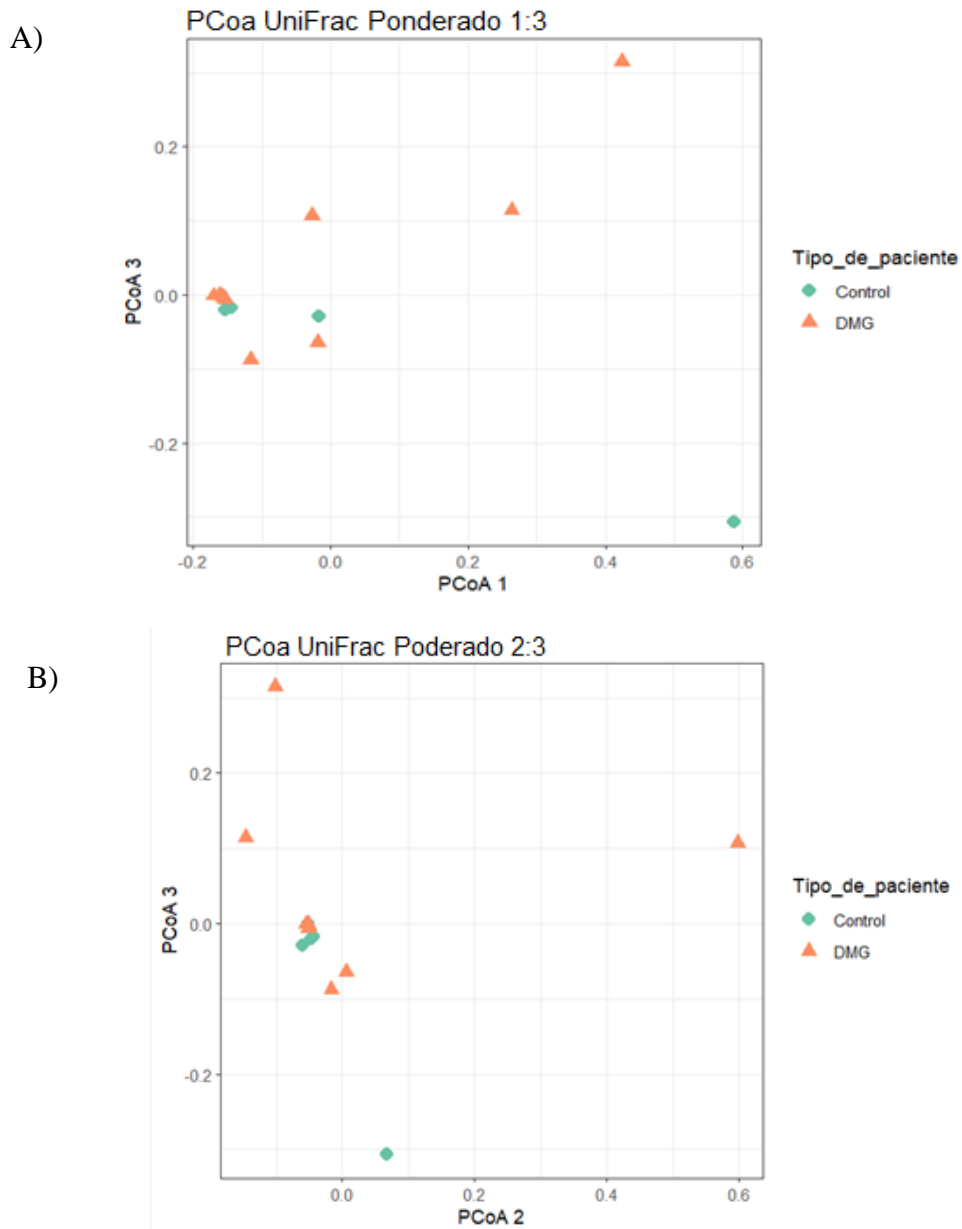 A)
PCoa UniFrac Ponderado 1:3
PCoA 3
0.2
0.0
-0.2
-0.2
0.0
0.2
0.4
0.6
PCoA 1
Tipo_de_paciente
Control
DMG
B)
PCoa UniFrac Poderado 2:3
PCoA 3
0.2
0.0
-0.2
0.0
0.2
0.4
0.6
PCoA 2
Tipo_de_paciente
Control
DMG